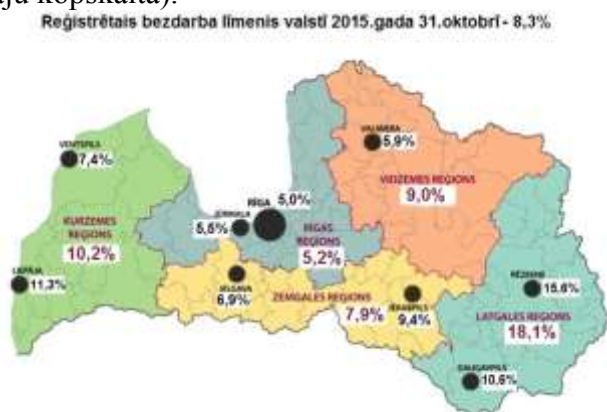 kopskaita).
Reģistrētais bezdarba līmenis valstī 2015.gada 31.oktobrī - 8,3%
VENTSPILS
7,4%
VALMIERA
5,9%
VIDZEMES REGIONS
9,0%
RĪGA
5,0%
JŪRMALA
5,5%
KURZEMES
REGIONS
10,2%
RĪGAS
REGIONS
5,2%
LIEPĀJA
11,3%
JELGAVA
6,9%
ZEMGALES REGIONS
7,9%
JĒKABPILS
9,4%
RĒZEKNE
15,6%
LATGALES REGIONS
18,1%
DAUGAVPILS
10,6%